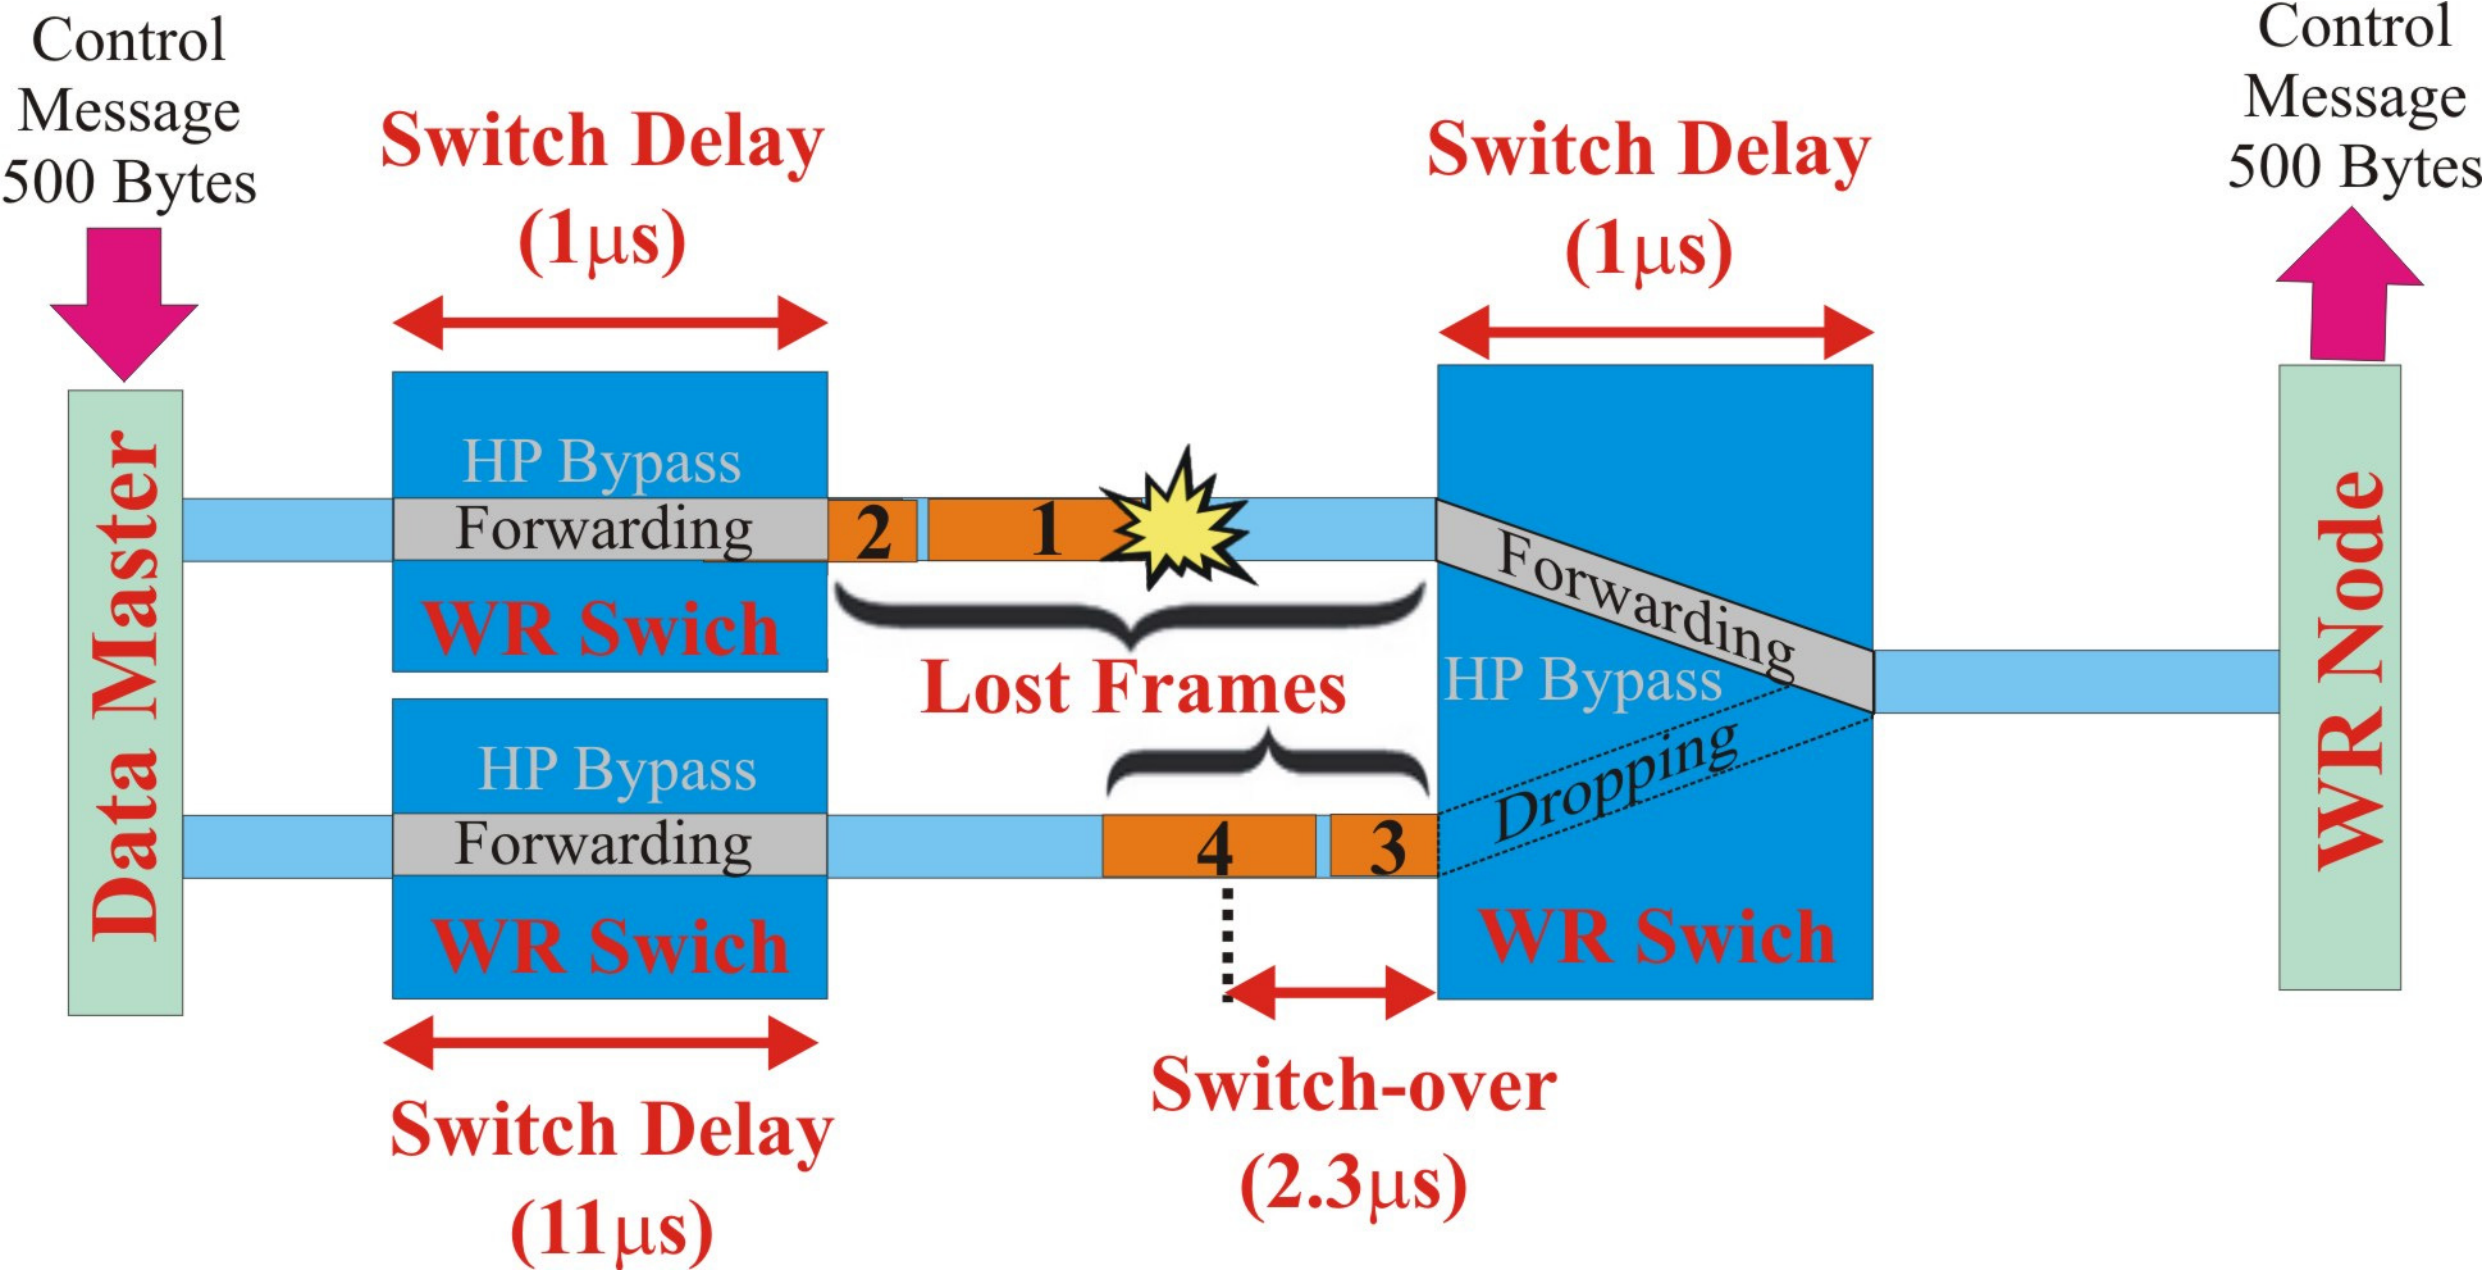 Control
Message
500 Bytes
Control
Message
500 Bytes
Switch Delay
(1µs)
Switch Delay
(1µs)
Data Master
HP Bypass
Forwarding
WR Swich
2
1
Lost Frames
Forwarding
HP Bypass
Dropping
WR Swich
WR Node
HP Bypass
Forwarding
WR Swich
4
3
Switch Delay
(11µs)
Switch-over
(2.3µs)